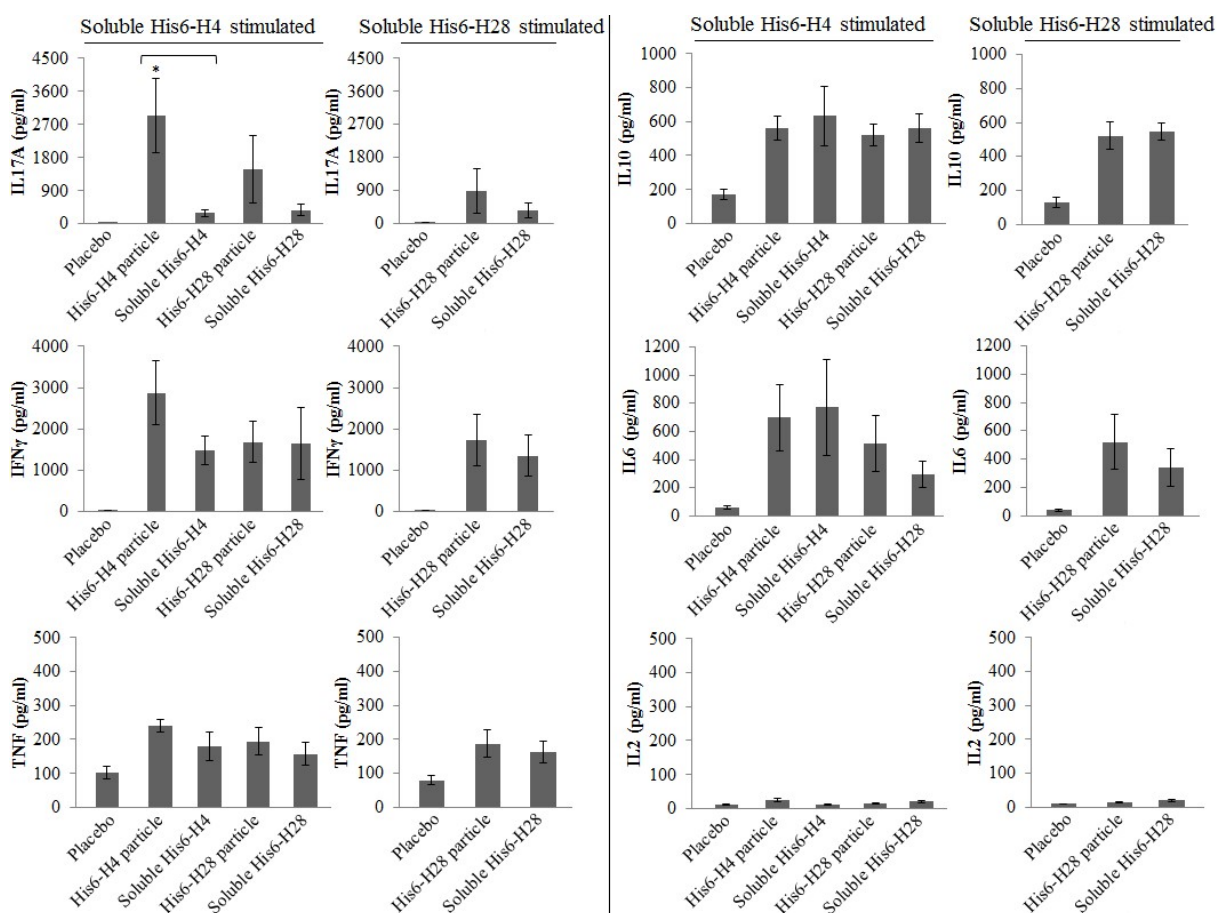 Soluble His6-H4 stimulated
IL17A (pg/ml)
4500
3600
2700
1800
900
0
*
Placebo
His6-H4 particle
Soluble His6-H4
His6-H28 particle
Soluble His6-H28
Soluble His6-H28 stimulated
IL17A (pg/ml)
4500
3600
2700
1800
900
0
Placebo
His6-H28 particle
Soluble His6-H28
IFNγ (pg/ml)
4000
3000
2000
1000
0
Placebo
His6-H4 particle
Soluble His6-H4
His6-H28 particle
Soluble His6-H28
IFNγ (pg/ml)
4000
3000
2000
1000
0
Placebo
His6-H28 particle
Soluble His6-H28
TNF (pg/ml)
500
400
300
200
100
0
Placebo
His6-H4 particle
Soluble His6-H4
His6-H28 particle
Soluble His6-H28
TNF (pg/ml)
500
400
300
200
100
0
Placebo
His6-H28 particle
Soluble His6-H28
Soluble His6-H4 stimulated
IL10 (pg/ml)
1000
800
600
400
200
0
Placebo
His6-H4 particle
Soluble His6-H4
His6-H28 particle
Soluble His6-H28
Soluble His6-H28 stimulated
IL10 (pg/ml)
1000
800
600
400
200
0
Placebo
His6-H28 particle
Soluble His6-H28
IL6 (pg/ml)
1200
1000
800
600
400
200
0
Placebo
His6-H4 particle
Soluble His6-H4
His6-H28 particle
Soluble His6-H28
IL6 (pg/ml)
1200
1000
800
600
400
200
0
Placebo
His6-H28 particle
Soluble His6-H28
IL2 (pg/ml)
500
400
300
200
100
0
Placebo
His6-H4 particle
Soluble His6-H4
His6-H28 particle
Soluble His6-H28
IL2 (pg/ml)
500
400
300
200
100
0
Placebo
His6-H28 particle
Soluble His6-H28